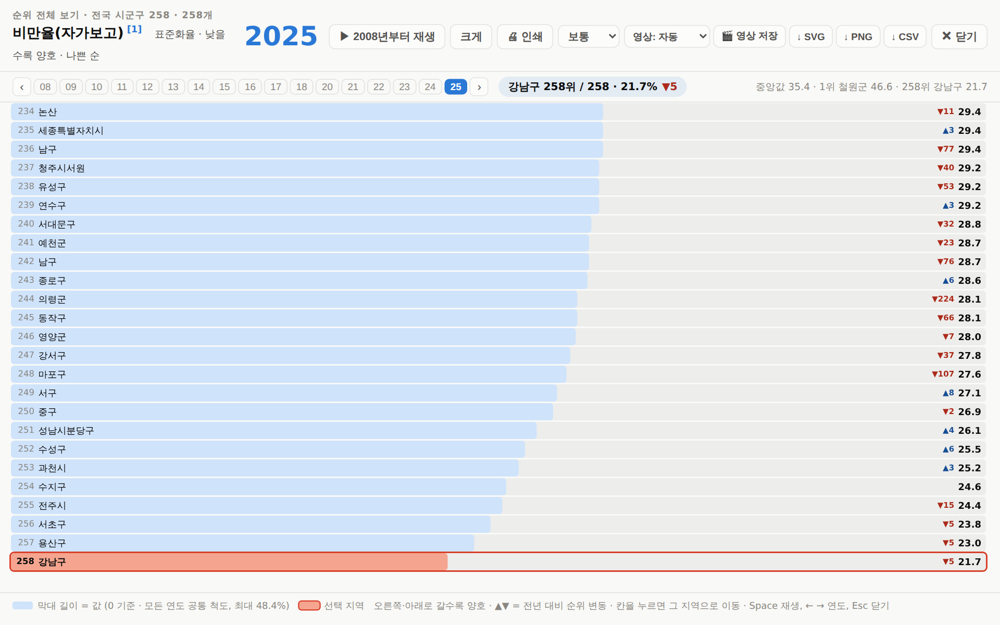 순위 전체 보기 · 전국 시군구 258 · 258개
비만율(자가보고) [1] 표준화율 · 낮을수록 양호 · 나쁜 순
2025
▶ 2008년부터 재생
크게
🖨 인쇄
보통
영상: 자동
🎬 영상 저장
↓ SVG
↓ PNG
↓ CSV
✕ 닫기
‹ 08 09 10 11 12 13 14 15 16 17 18 20 21 22 23 24 25 ›
강남구 258위 / 258 · 21.7% ▼5
중앙값 35.4 · 1위 철원군 46.6 · 258위 강남구 21.7
234 논산 ▼11 29.4
235 세종특별자치시 ▲3 29.4
236 남구 ▼77 29.4
237 청주시서원 ▼40 29.2
238 유성구 ▼53 29.2
239 연수구 ▲3 29.2
240 서대문구 ▼32 28.8
241 예천군 ▼23 28.7
242 남구 ▼76 28.7
243 종로구 ▲6 28.6
244 의령군 ▼224 28.1
245 동작구 ▼66 28.1
246 영양군 ▼7 28.0
247 강서구 ▼37 27.8
248 마포구 ▼107 27.6
249 서구 ▲8 27.1
250 중구 ▼2 26.9
251 성남시분당구 ▲4 26.1
252 수성구 ▲6 25.5
253 과천시 ▲3 25.2
254 수지구 24.6
255 전주시 ▼15 24.4
256 서초구 ▼5 23.8
257 용산구 ▼5 23.0
258 강남구 ▼5 21.7
막대 길이 = 값 (0 기준 · 모든 연도 공통 척도, 최대 48.4%) 선택 지역 오른쪽·아래로 갈수록 양호 · ▲▼ = 전년 대비 순위 변동 · 칸을 누르면 그 지역으로 이동 · Space 재생, ← → 연도, Esc 닫기